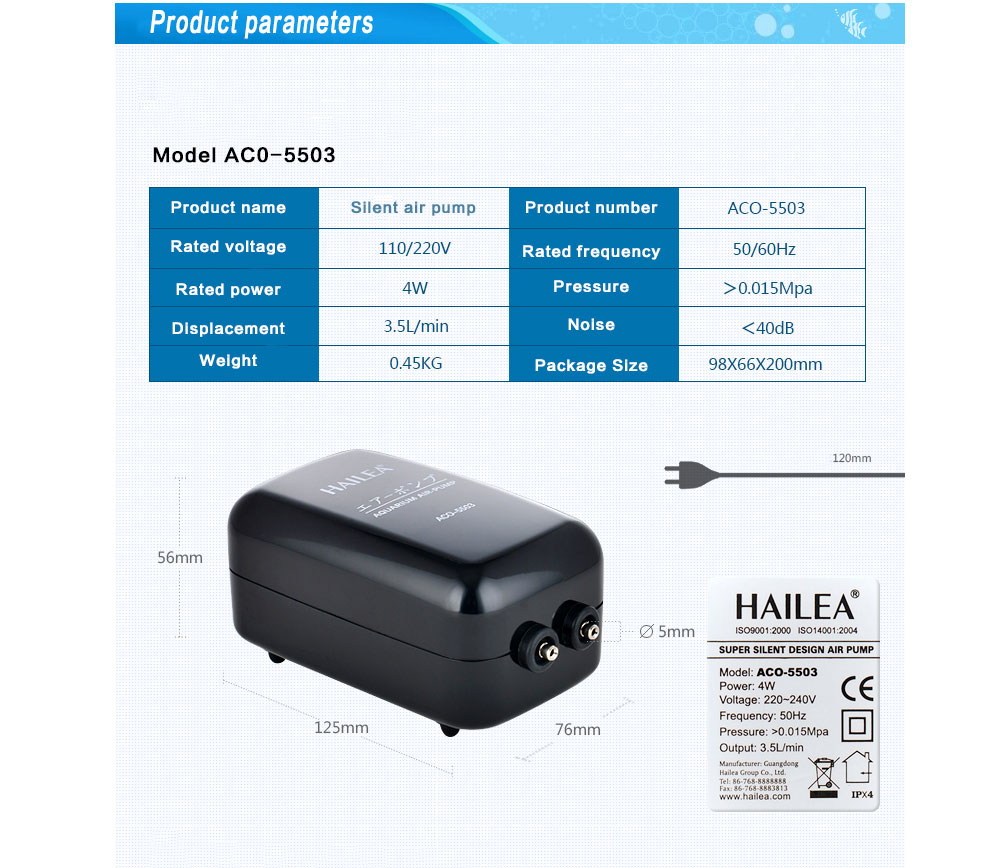 Product parameters
Model AC0-5503
Product name Silent air pump Product number ACO-5503
Rated voltage 110/220V Rated frequency 50/60Hz
Rated power 4W Pressure >0.015Mpa
Displacement 3.5L/min Noise <40dB
Weight 0.45KG Package Size 98X66X200mm
120mm
HAILEA
エアーポンプ
AQUARIUM AIR-PUMP
ACO-5503
56mm
Ø 5mm
125mm
76mm
HAILEA®
ISO9001:2000 ISO14001:2004
SUPER SILENT DESIGN AIR PUMP
Model: ACO-5503
Power: 4W
Voltage: 220~240V
Frequency: 50Hz
Pressure: >0.015Mpa
Output: 3.5L/min
CE
Manufacturer: Guangdong
Hailea Group Co., Ltd.
Tel: 86-768-8888888
Fax: 86-768-8883813
www.hailea.com
IPX4